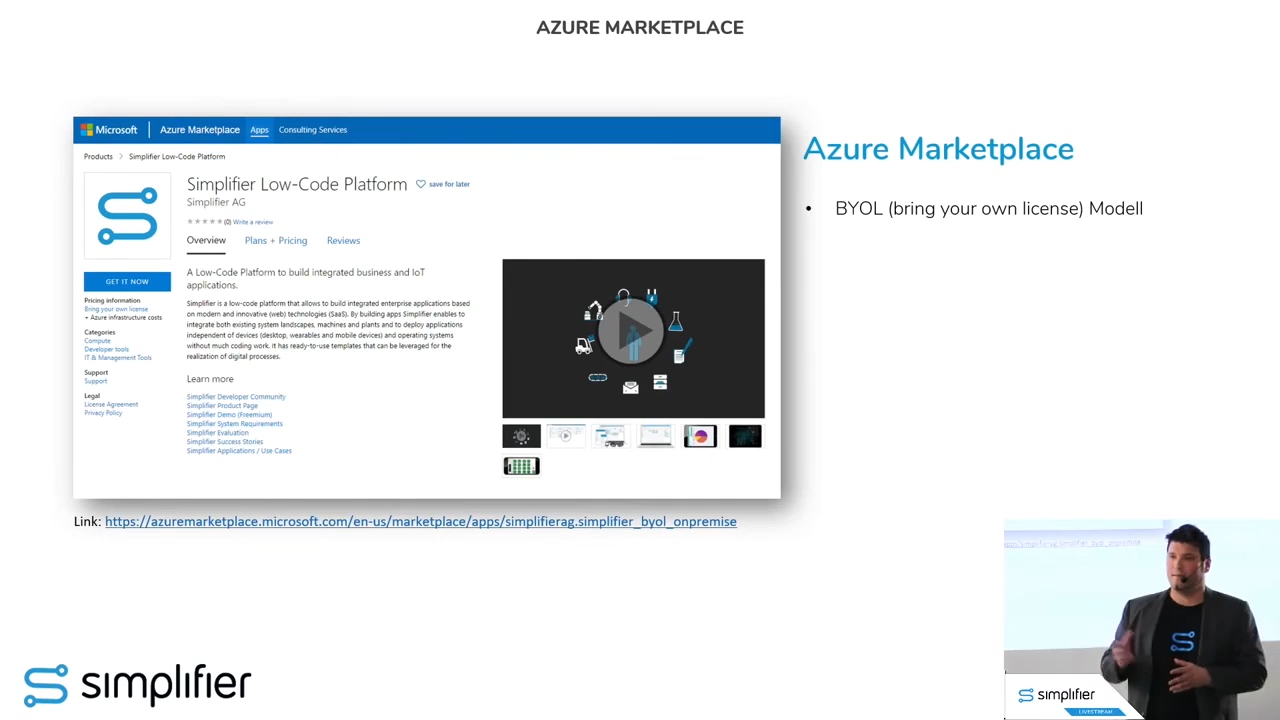 AZURE MARKETPLACE
Microsoft
Azure Marketplace
Apps
Consulting Services
Products > Simplifier Low-Code Platform
Simplifier Low-Code Platform
save for later
Simplifier AG
(0) Write a review
Overview
Plans + Pricing
Reviews
GET IT NOW
Pricing information
Bring your own license
+ Azure infrastructure costs
Categories
Compute
Developer tools
IT & Management Tools
Support
Support
Legal
License Agreement
Privacy Policy
A Low-Code Platform to build integrated business and IoT
applications.
Simplifier is a low-code platform that allows to build integrated enterprise applications based
on modern and innovative (web) technologies (SaaS). By building apps Simplifier enables to
integrate both existing system landscapes, machines and plants and to deploy applications
independent of devices (desktop, wearables and mobile devices) and operating systems
without much coding work. It has ready-to-use templates that can be leveraged for the
realization of digital processes.
Learn more
Simplifier Developer Community
Simplifier Product Page
Simplifier Demo (Freemium)
Simplifier System Requirements
Simplifier Evaluation
Simplifier Success Stories
Simplifier Applications / Use Cases
Link: https://azuremarketplace.microsoft.com/en-us/marketplace/apps/simplifierag.simplifier_byol_onpremise
Azure Marketplace
• BYOL (bring your own license) Modell
simplifier
simplifier
LIVESTREAM